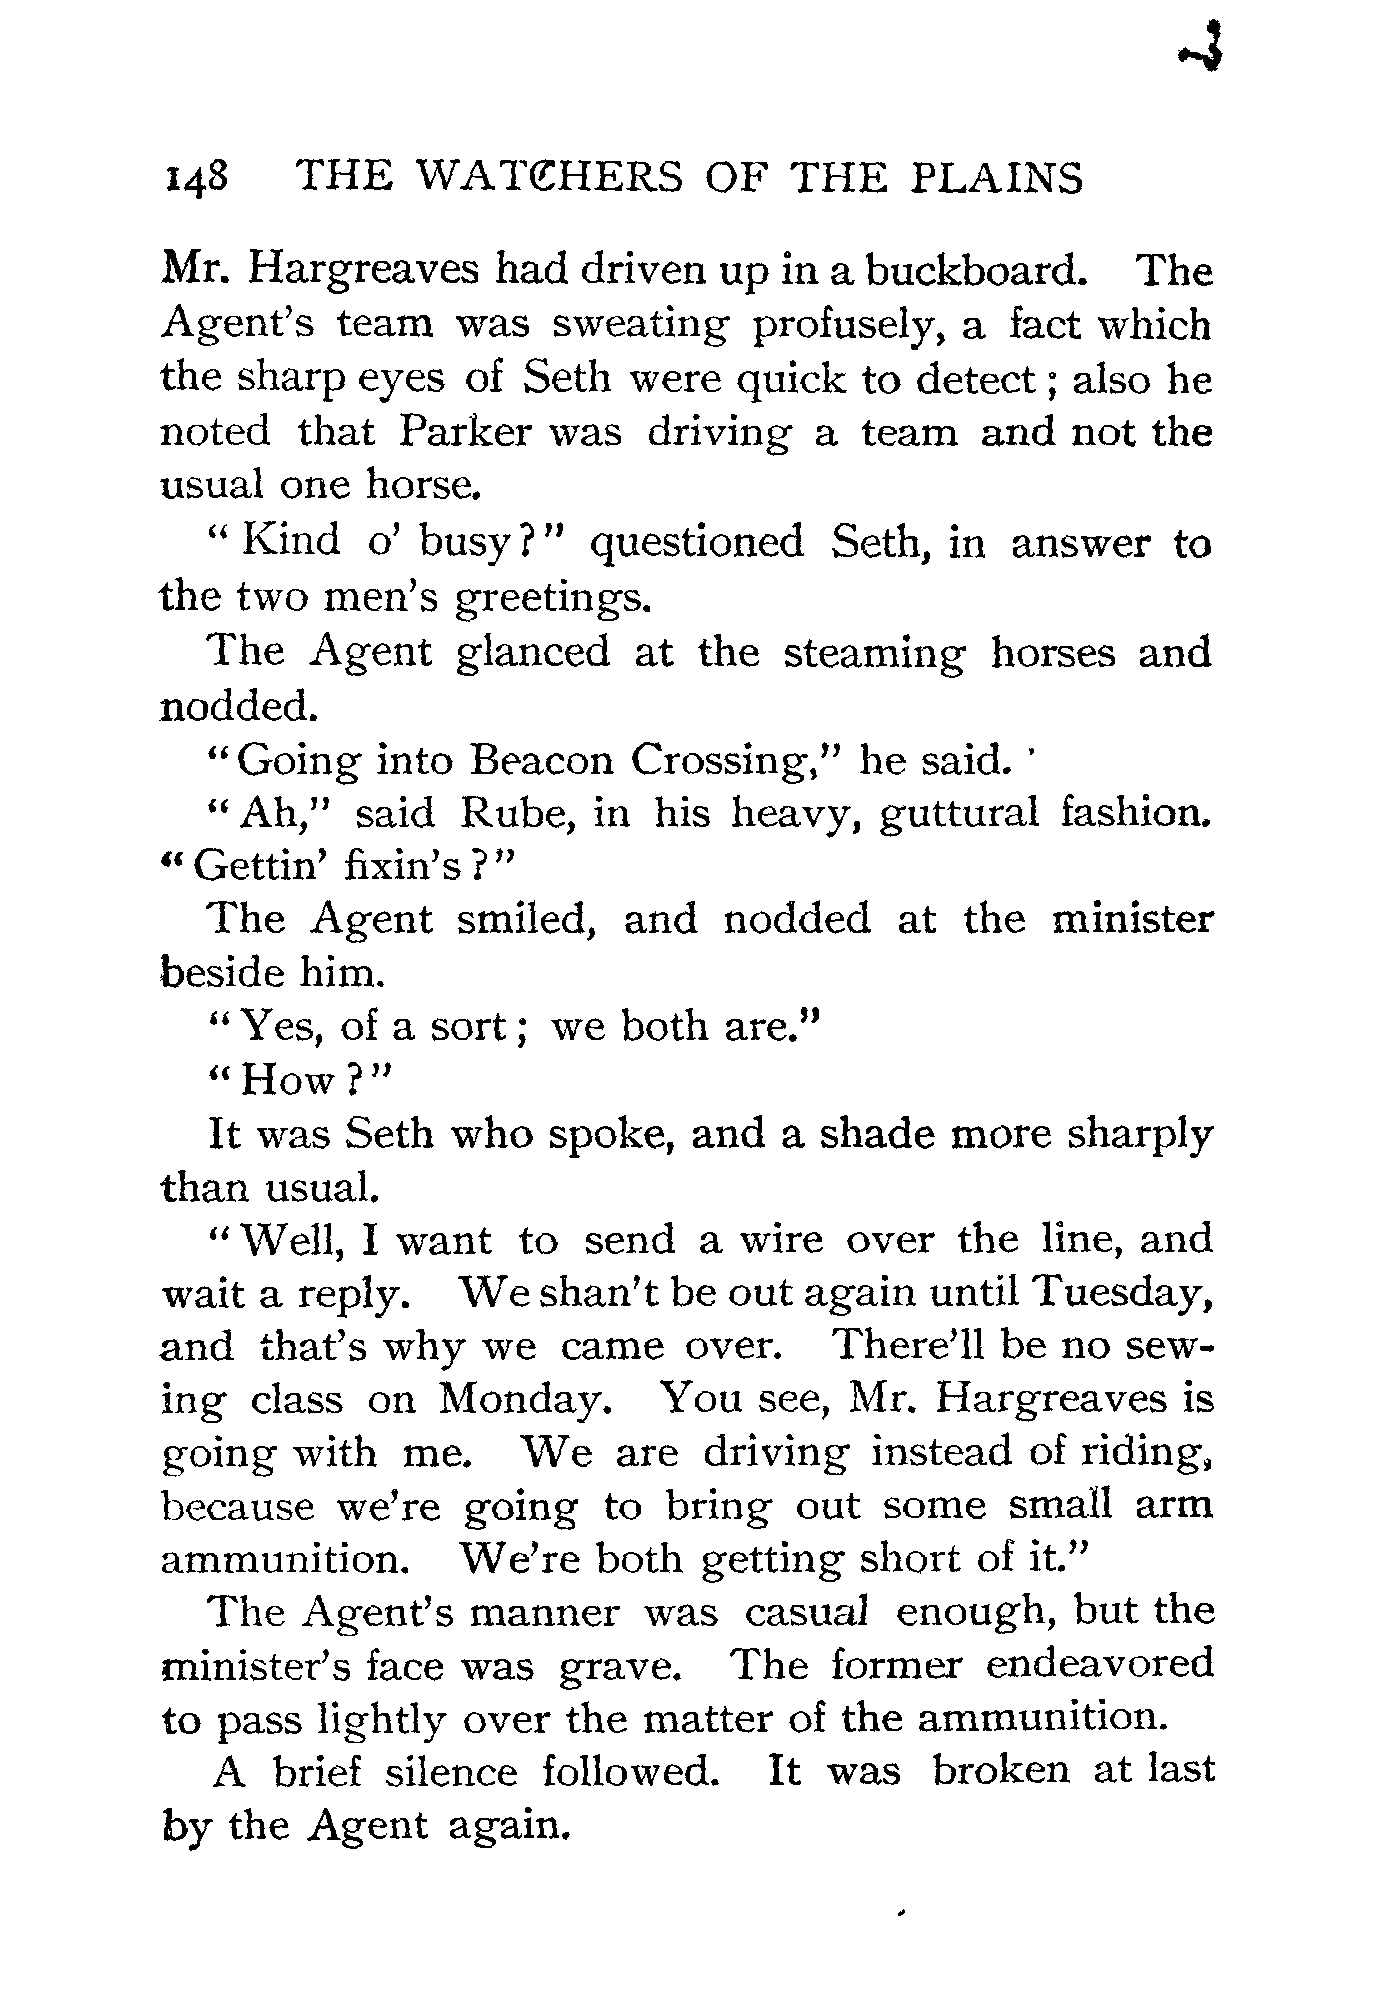 148 THE WATCHERS OF THE PLAINS
Mr. Hargreaves had driven up in a buckboard. The
Agent's team was sweating profusely, a fact which
the sharp eyes of Seth were quick to detect; also he
noted that Parker was driving a team and not the
usual one horse.
"Kind o' busy?" questioned Seth, in answer to
the two men's greetings.
The Agent glanced at the steaming horses and
nodded.
"Going into Beacon Crossing," he said.
"Ah," said Rube, in his heavy, guttural fashion.
"Gettin' fixin's?"
The Agent smiled, and nodded at the minister
beside him.
"Yes, of a sort; we both are."
"How?"
It was Seth who spoke, and a shade more sharply
than usual.
"Well, I want to send a wire over the line, and
wait a reply. We shan't be out again until Tuesday,
and that's why we came over. There'll be no sew-
ing class on Monday. You see, Mr. Hargreaves is
going with me. We are driving instead of riding,
because we're going to bring out some small arm
ammunition. We're both getting short of it."
The Agent's manner was casual enough, but the
minister's face was grave. The former endeavored
to pass lightly over the matter of the ammunition.
A brief silence followed. It was broken at last
by the Agent again.